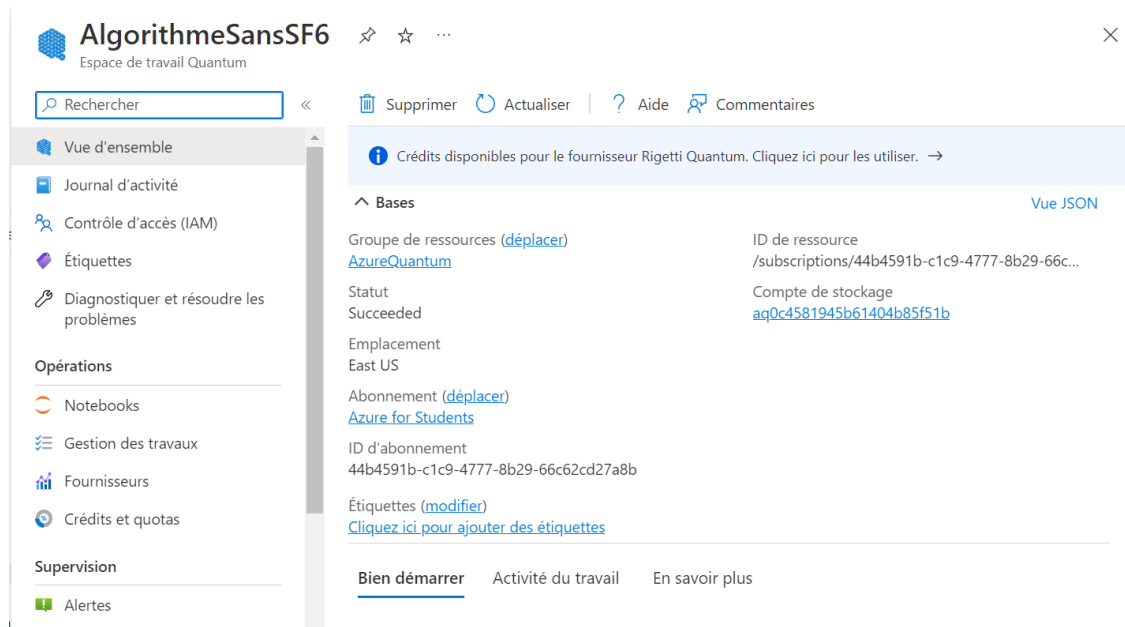 AlgorithmeSansSF6
Espace de travail Quantum
Rechercher
Vue d'ensemble
Journal d’activité
Contrôle d’accès (IAM)
Étiquettes
Diagnostiquer et résoudre les
problèmes
Opérations
Notebooks
Gestion des travaux
Fournisseurs
Crédits et quotas
Supervision
Alertes
Supprimer Actualiser Aide Commentaires
Crédits disponibles pour le fournisseur Rigetti Quantum. Cliquez ici pour les utiliser. →
Bases Vue JSON
Groupe de ressources (déplacer)
AzureQuantum
Statut
Succeeded
Emplacement
East US
Abonnement (déplacer)
Azure for Students
ID d'abonnement
44b4591b-c1c9-4777-8b29-66c62cd27a8b
Étiquettes (modifier)
Cliquez ici pour ajouter des étiquettes
ID de ressource
/subscriptions/44b4591b-c1c9-4777-8b29-66c...
Compte de stockage
aq0c4581945b61404b85f51b
Bien démarrer Activité du travail En savoir plus